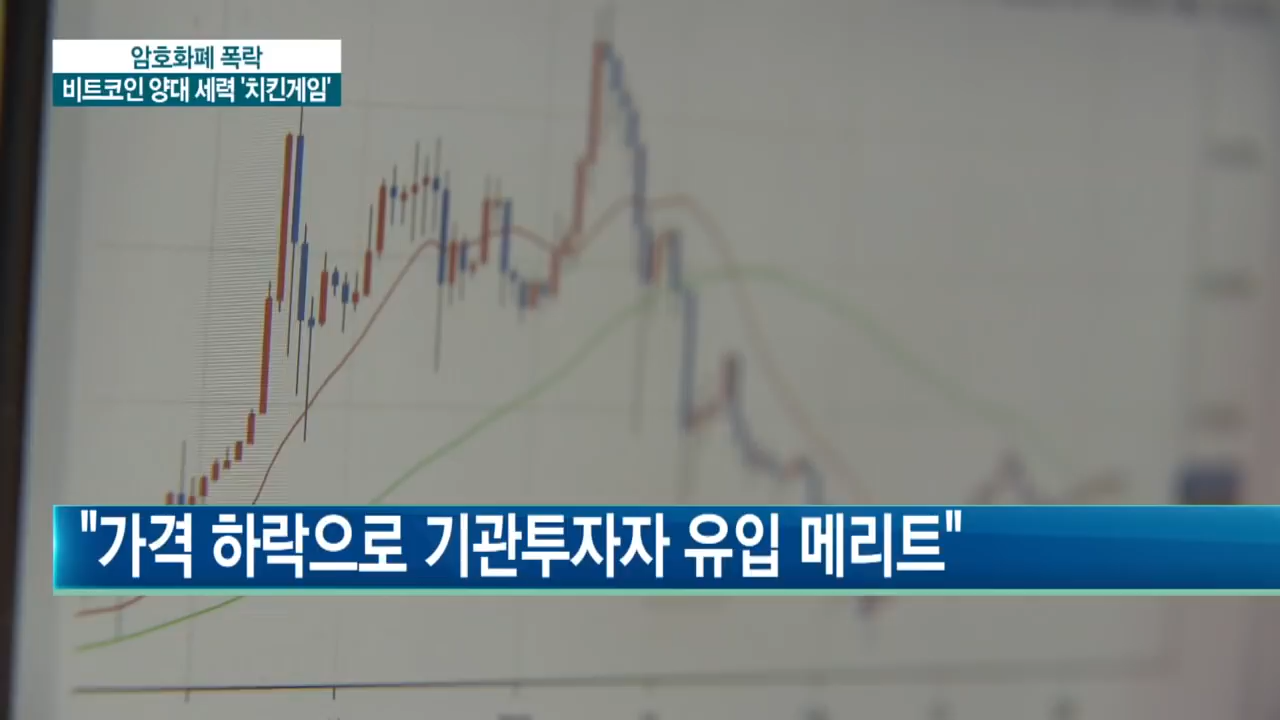 암호화폐 폭락
비트코인 양대 세력 '치킨게임'
"가격 하락으로 기관투자자 유입 메리트"